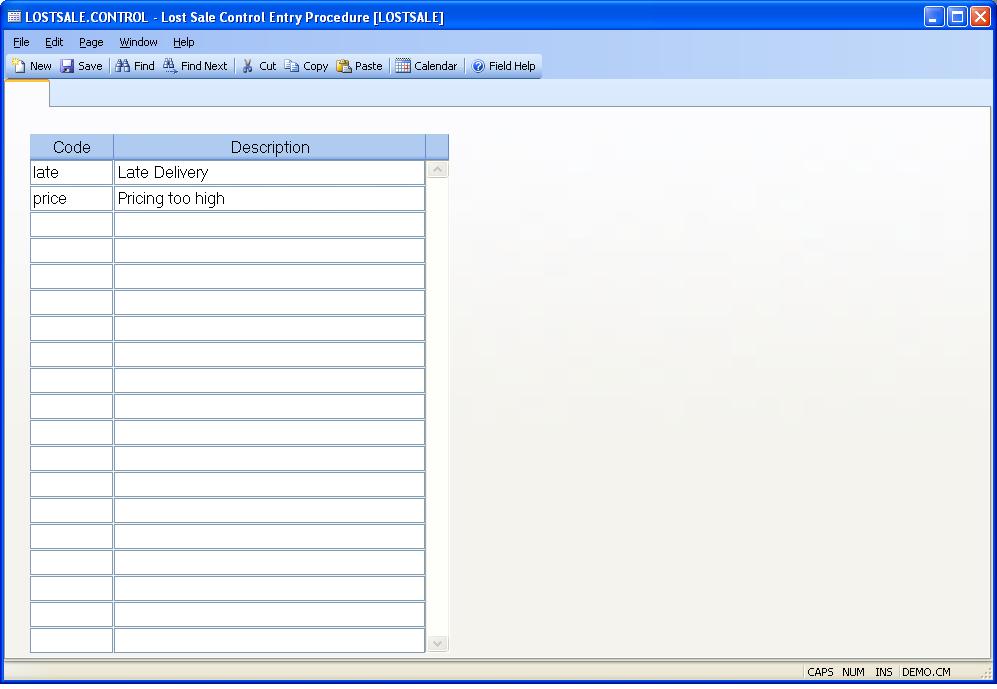 LOSTSALE.CONTROL - Lost Sale Control Entry Procedure [LOSTSALE]
File Edit Page Window Help
New Save Find Find Next Cut Copy Paste Calendar Field Help
Code Description
late Late Delivery
price Pricing too high
CAPS NUM INS DEMO.CM